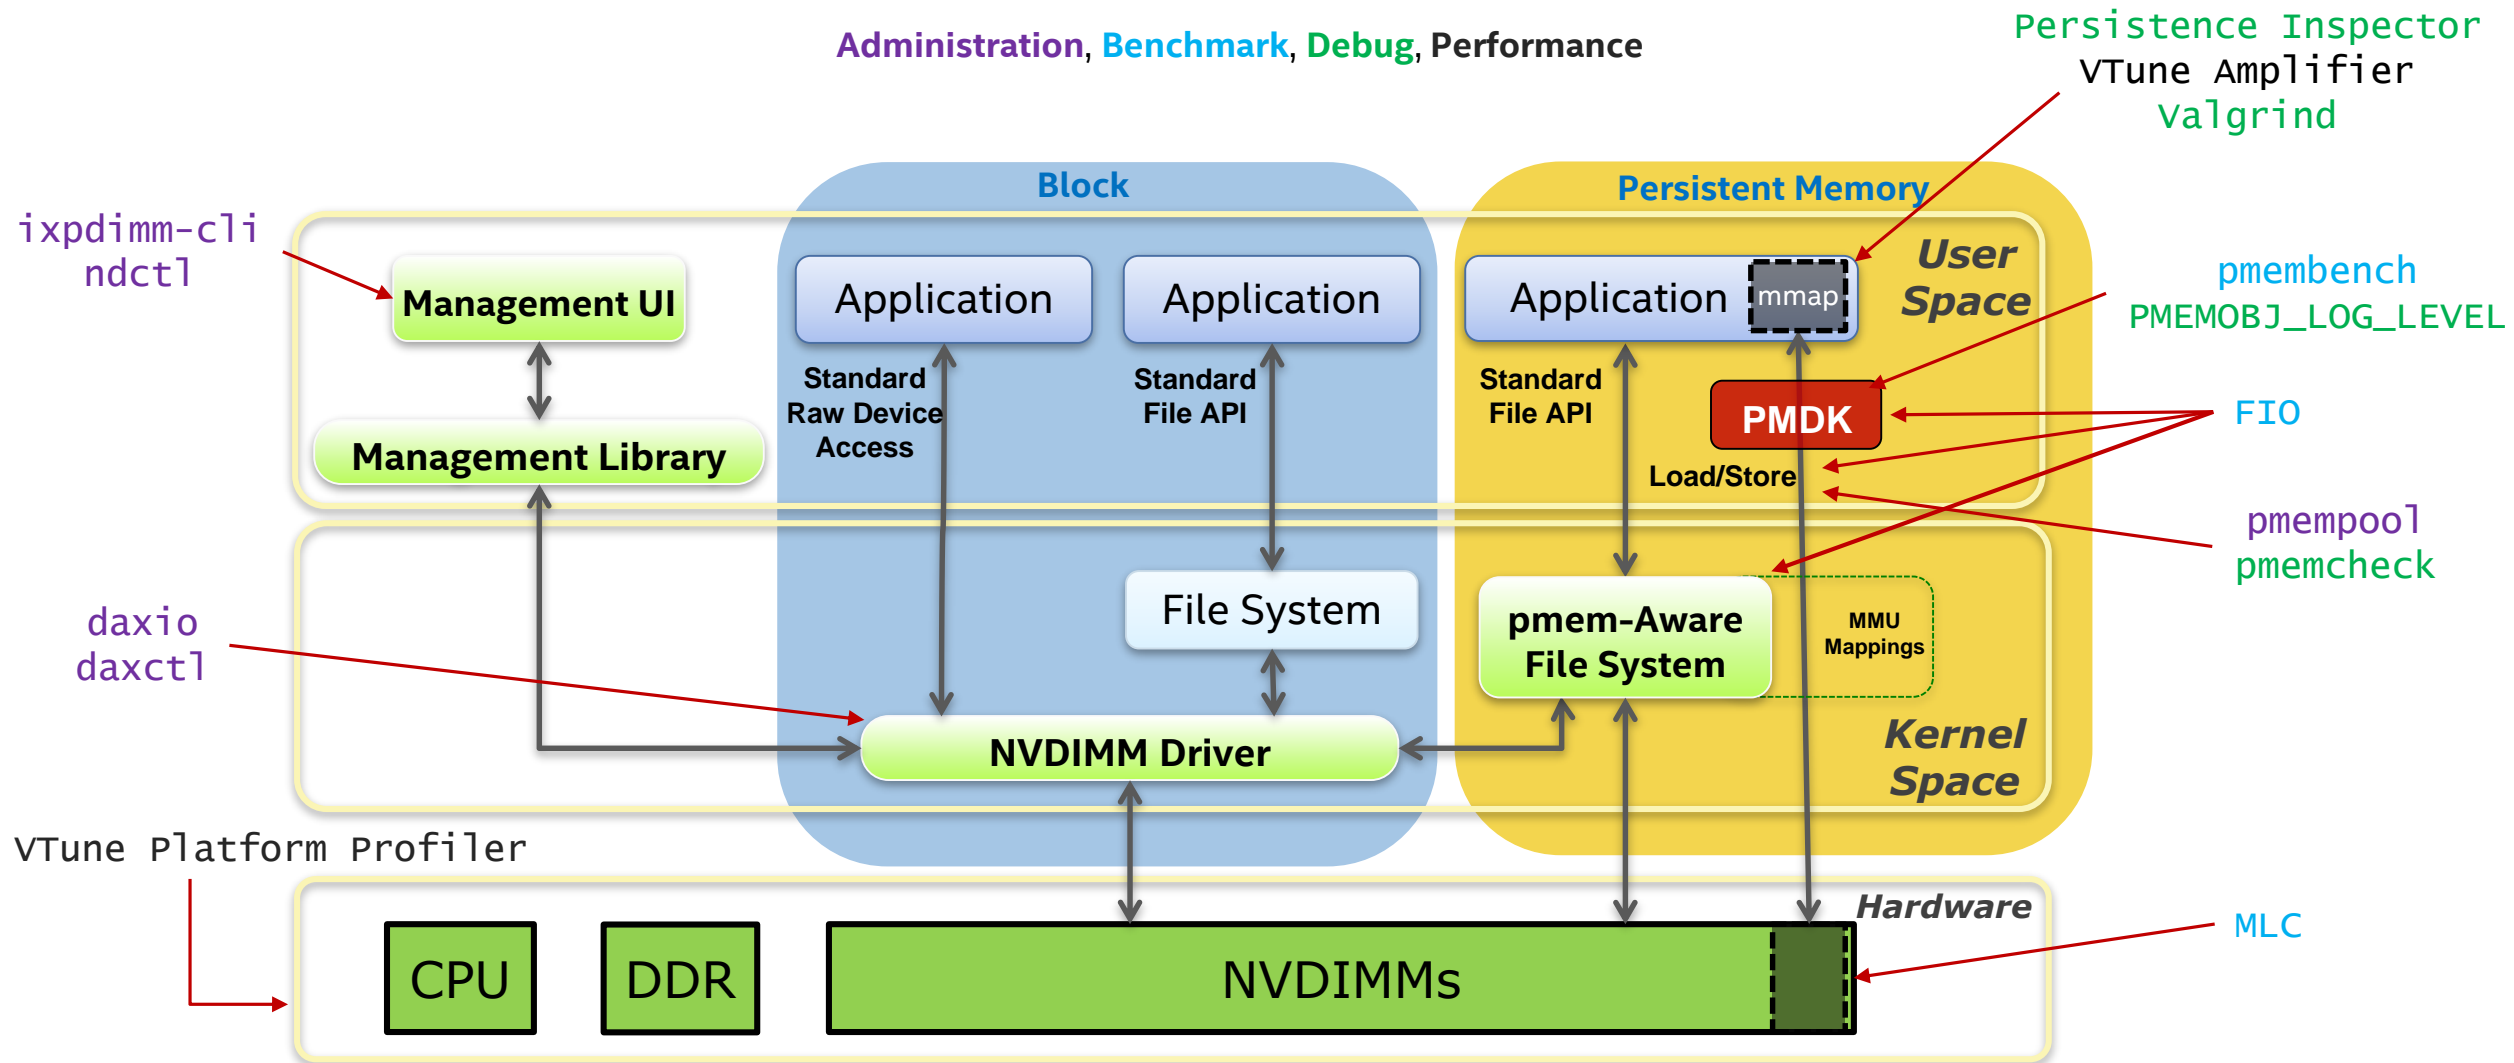 Administration, Benchmark, Debug, Performance
Persistence Inspector
VTune Amplifier
Valgrind
Block
Persistent Memory
ixpdimm-cli
ndctl
Management UI
Application
Application
Application
mmap
User
Space
pmembench
PMEMOBJ_LOG_LEVEL
Standard
Raw Device
Access
Standard
File API
Standard
File API
PMDK
FIO
Management Library
Load/Store
pmempool
pmemcheck
daxio
daxctl
File System
pmem-Aware
File System
MMU
Mappings
NVDIMM Driver
Kernel
Space
VTune Platform Profiler
Hardware
CPU
DDR
NVDIMMs
MLC